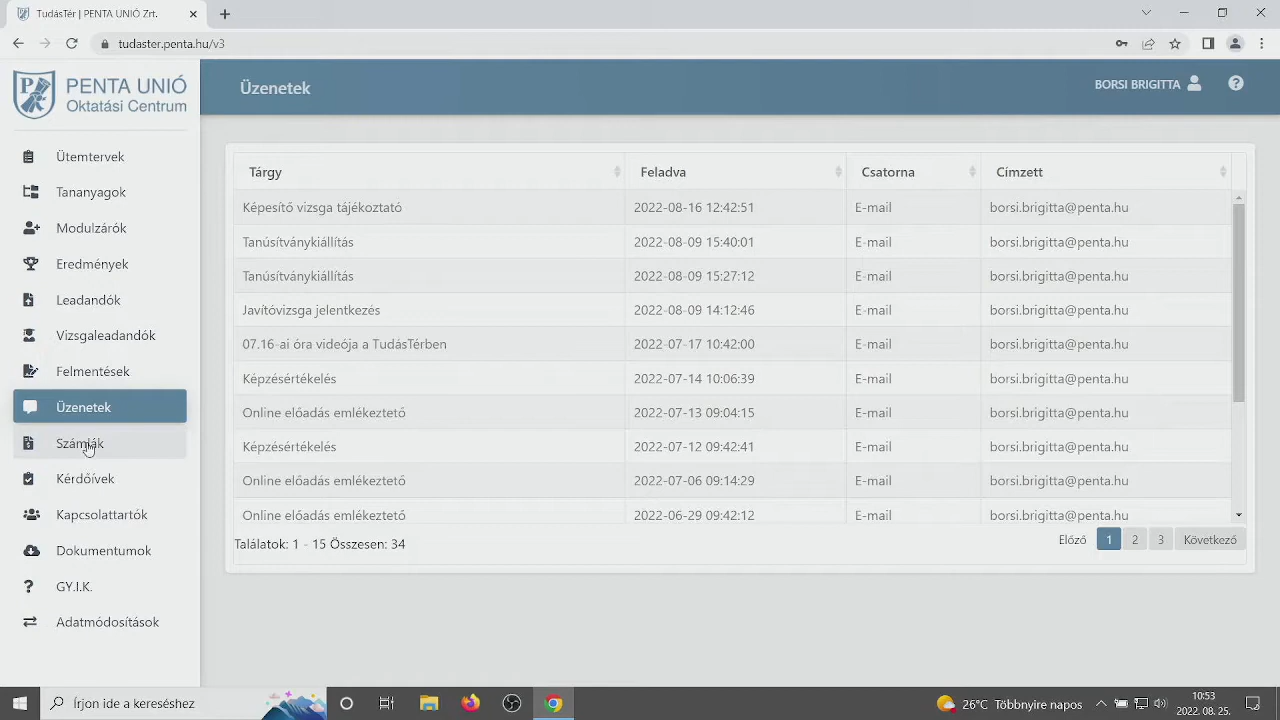 TudásTér | PENTA UNIÓ Zrt.
tudaster.penta.hu/v3
PENTA UNIÓ
Oktatási Centrum
Ütemtervek
Tananyagok
Modulzárók
Eredmények
Leadandók
Vizsgaleadandók
Felmentések
Üzenetek
Számlák
Kérdőívek
Kapcsolattartók
Dokumentumok
GY.I.K.
Adatmódosítások
Üzenetek
BORSI BRIGITTA
Tárgy Feladva Csatorna Címzett
Képesítő vizsga tájékoztató 2022-08-16 12:42:51 E-mail borsi.brigitta@penta.hu
Tanúsítványkiállítás 2022-08-09 15:40:01 E-mail borsi.brigitta@penta.hu
Tanúsítványkiállítás 2022-08-09 15:27:12 E-mail borsi.brigitta@penta.hu
Javítóvizsga jelentkezés 2022-08-09 14:12:46 E-mail borsi.brigitta@penta.hu
07.16-ai óra videója a TudásTérben 2022-07-17 10:42:00 E-mail borsi.brigitta@penta.hu
Képzésértékelés 2022-07-14 10:06:39 E-mail borsi.brigitta@penta.hu
Online előadás emlékeztető 2022-07-13 09:04:15 E-mail borsi.brigitta@penta.hu
Képzésértékelés 2022-07-12 09:42:41 E-mail borsi.brigitta@penta.hu
Online előadás emlékeztető 2022-07-06 09:14:29 E-mail borsi.brigitta@penta.hu
Online előadás emlékeztető 2022-06-29 09:42:12 E-mail borsi.brigitta@penta.hu
Találatok: 1 - 15 Összesen: 34
Előző 1 2 3 Következő
Írjon ide a kereséshez
26°C Többnyire napos
10:53
2022. 08. 25.